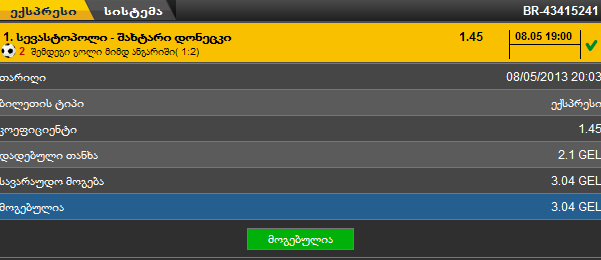 ექსპრესი სისტემა BR-43415241
1. სევასტოპოლი - შახტარი დონეცკი 1.45 08.05 19:00
2 შემდეგი გოლი მიმდ ანგარიში( 1:2)
თარიღი 08/05/2013 20:03
ბილეთის ტიპი ექსპრესი
კოეფიციენტი 1.45
დადებული თანხა 2.1 GEL
სავარაუდო მოგება 3.04 GEL
მოგებულია 3.04 GEL
მოგებულია